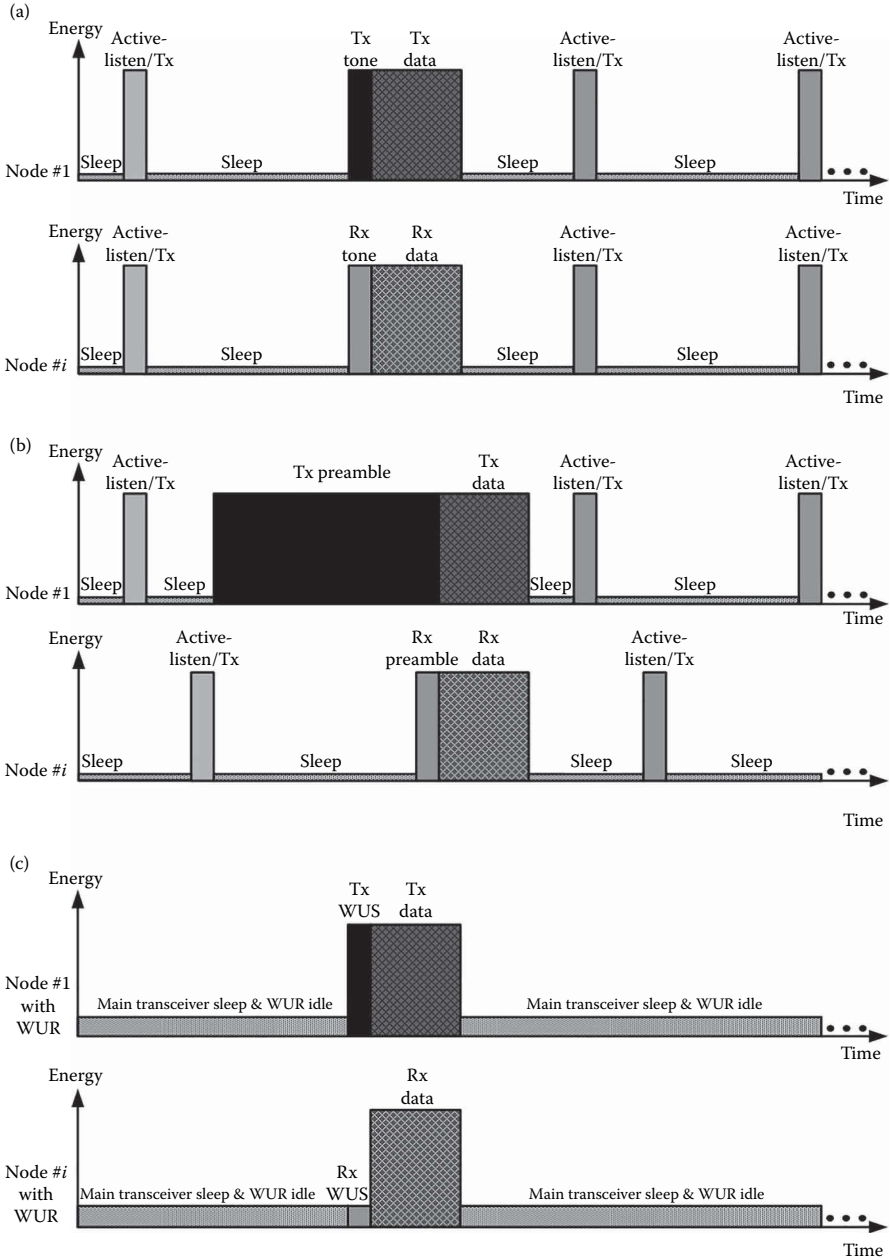 (a)
Energy
Active-
listen/Tx
Tx
tone
Tx
data
Active-
listen/Tx
Active-
listen/Tx
Sleep
Sleep
Sleep
Sleep
Node #1
Time
Energy
Active-
listen/Tx
Rx
tone
Rx
data
Active-
listen/Tx
Active-
listen/Tx
Sleep
Sleep
Sleep
Sleep
Node #i
Time
(b)
Energy
Active-
listen/Tx
Tx preamble
Tx
data
Active-
listen/Tx
Active-
listen/Tx
Sleep
Sleep
Sleep
Sleep
Node #1
Time
Energy
Active-
listen/Tx
Rx
preamble
Rx
data
Active-
listen/Tx
Sleep
Sleep
Sleep
Sleep
Node #i
Time
(c)
Energy
Tx
WUS
Tx
data
Node #1
with
WUR
Main transceiver sleep & WUR idle
Main transceiver sleep & WUR idle
Time
Energy
Rx
data
Node #i
with
WUR
Main transceiver sleep & WUR idle
Rx
WUS
Main transceiver sleep & WUR idle
Time